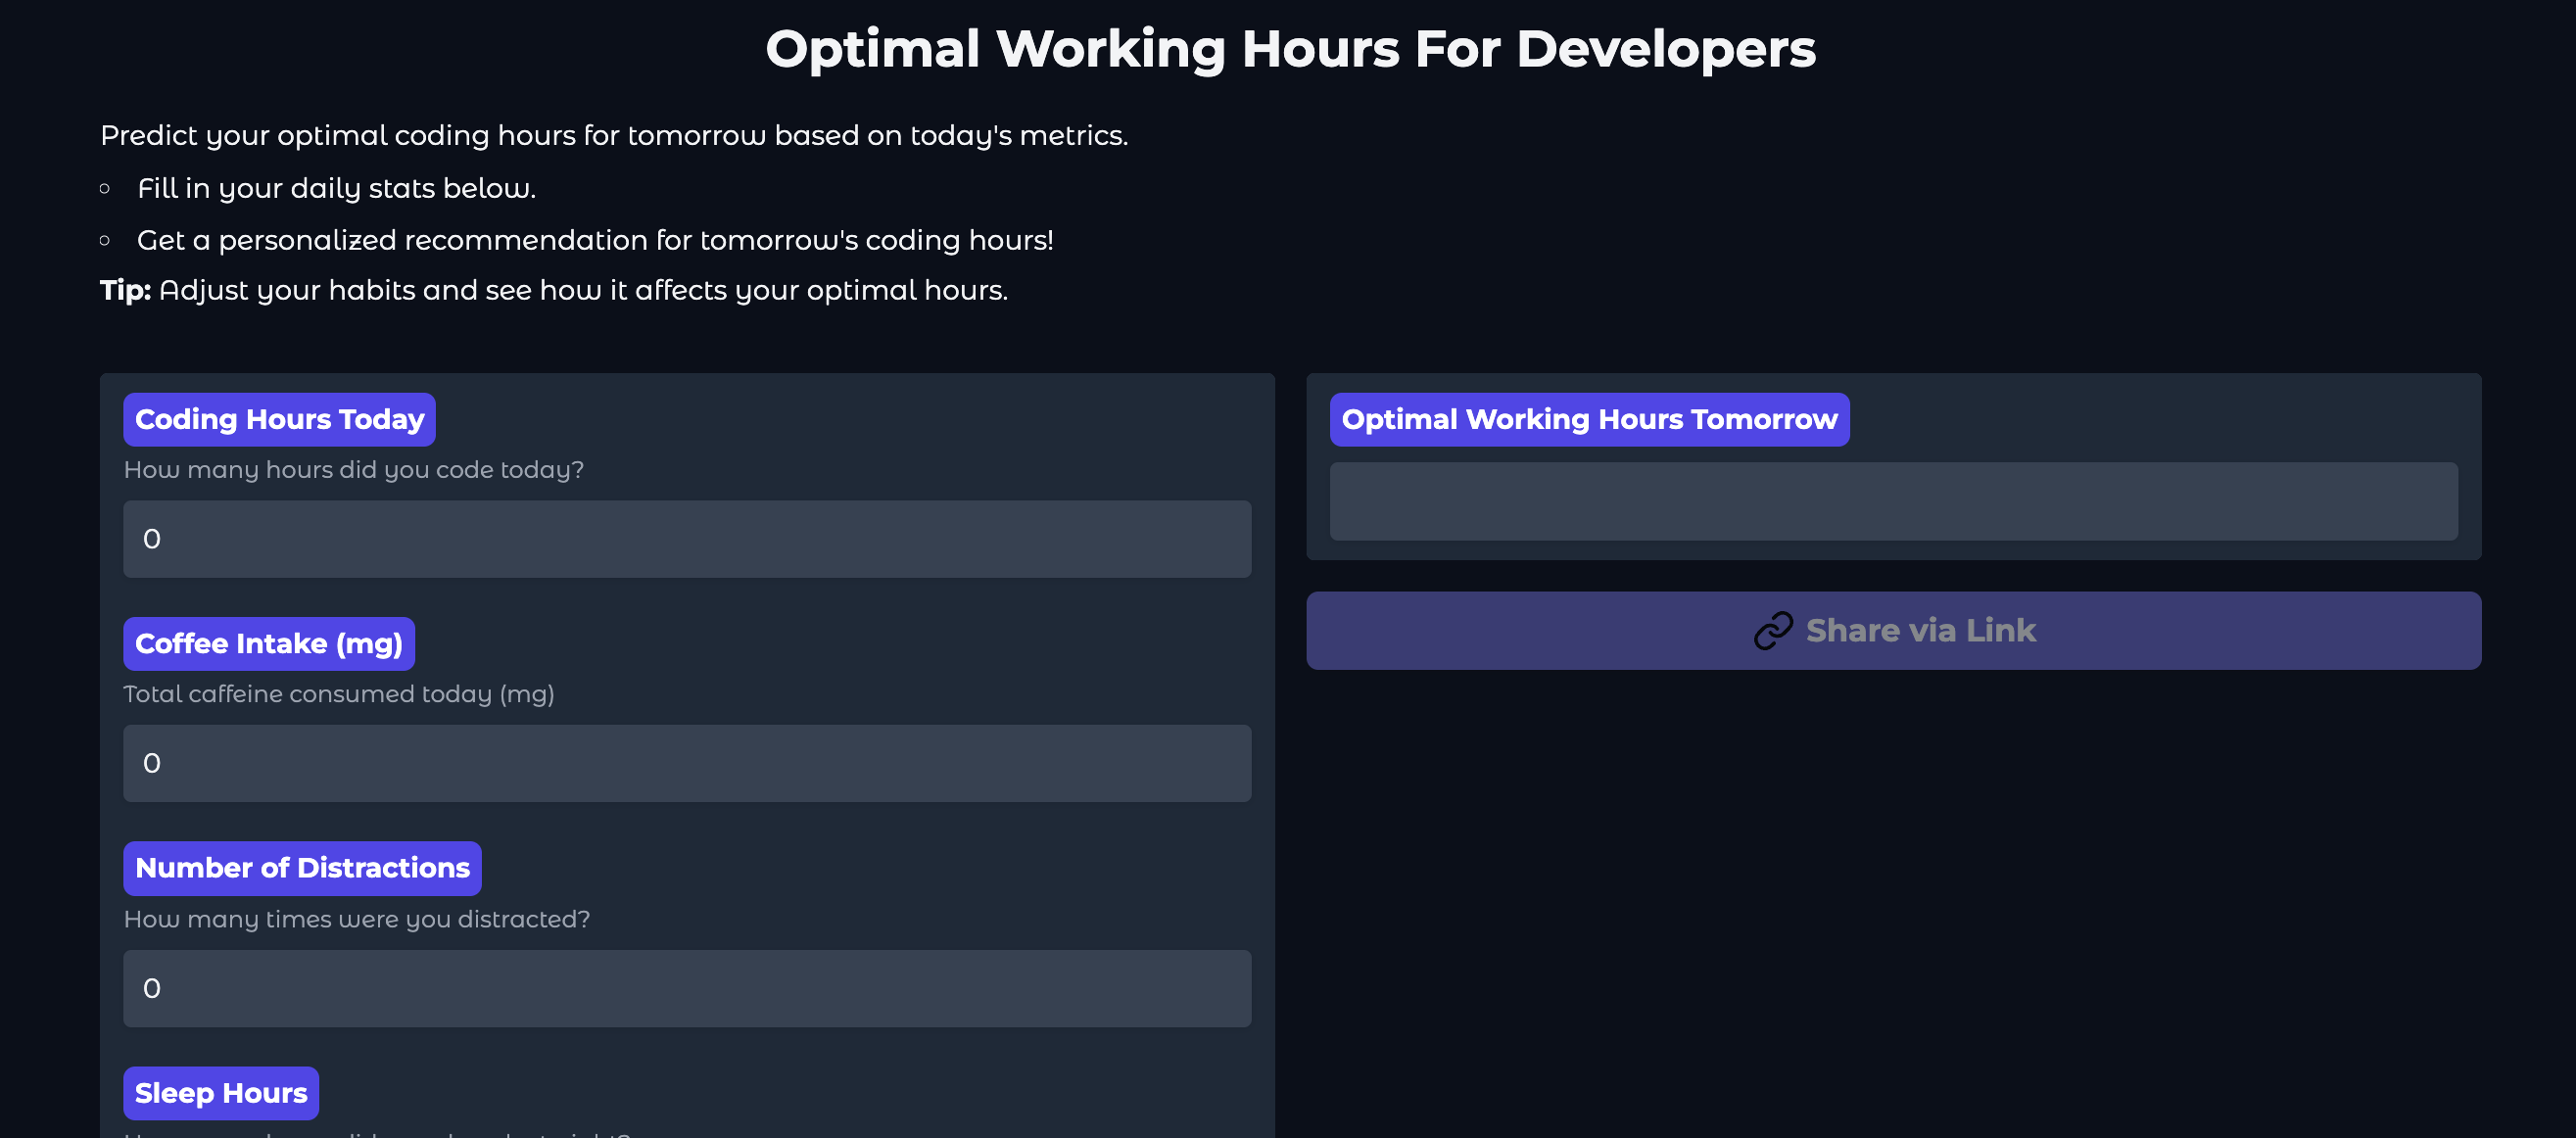 Optimal Working Hours For Developers
Predict your optimal coding hours for tomorrow based on today's metrics.
Fill in your daily stats below.
Get a personalized recommendation for tomorrow's coding hours!
Tip: Adjust your habits and see how it affects your optimal hours.
Coding Hours Today
How many hours did you code today?
0
Coffee Intake (mg)
Total caffeine consumed today (mg)
0
Number of Distractions
How many times were you distracted?
0
Sleep Hours
Optimal Working Hours Tomorrow
Share via Link